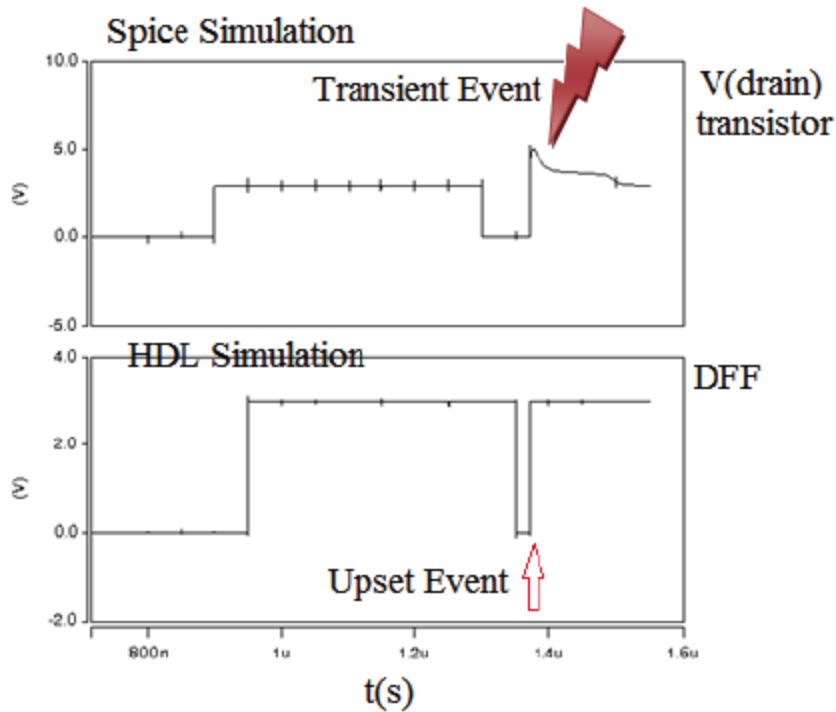 Spice Simulation
10.0
Transient Event
V(drain)
transistor
5.0
(V)
0.0
-5.0
4.0
HDL Simulation
DFF
2.0
(V)
0.0
Upset Event
-2.0
800n
1u
1.2u
1.4u
1.6u
t(s)